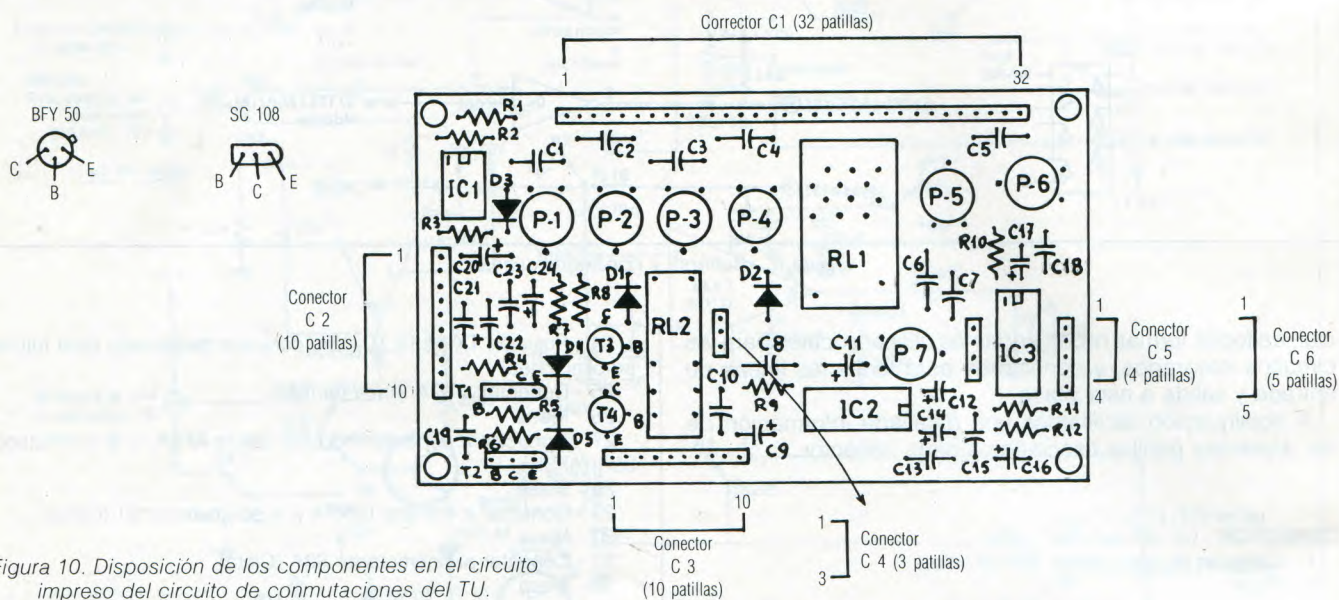 Corrector C1 (32 patillas)
1 32
BFY 50
C B E
SC 108
B C E
R1
R2
C1 C2 C3 C4 C5
IC1
D3
R3
P-1 P-2 P-3 P-4 P-5 P-6
RL1
R10 C17 C18
C20 C23 C24 D1 D2 C6 C7
C21
+
C22
R7 R8
RL2
R4 D4 T3 B
E
C
T1 B C E
R5
C8 C11 P 7 IC3
C10 R9 C12
T4 B
E
IC2
R11
R12
C19 R6 D5
C9 C14
T2 B C E
C13 C15 C16
1
Conector
C 2
(10 patillas)
10
1
Conector
C 5
(4 patillas)
4
1
Conector
C 6
(5 patillas)
5
1 10
Conector
C 3
(10 patillas)
1
Conector
C 4 (3 patillas)
3
igura 10. Disposición de los componentes en el circuito
impreso del circuito de conmutaciones del TU.